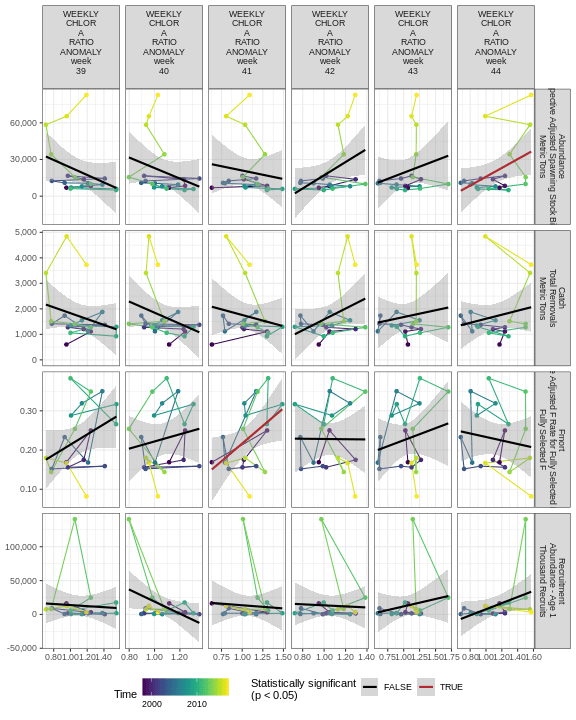 WEEKLY CHLOR A RATIO ANOMALY week 39
WEEKLY CHLOR A RATIO ANOMALY week 40
WEEKLY CHLOR A RATIO ANOMALY week 41
WEEKLY CHLOR A RATIO ANOMALY week 42
WEEKLY CHLOR A RATIO ANOMALY week 43
WEEKLY CHLOR A RATIO ANOMALY week 44
60,000
30,000
0
Abundance
Adjusted Spawning Stock
Metric Tons
5,000
4,000
3,000
2,000
1,000
0
Catch
Total Removals
Metric Tons
0.30
0.20
0.10
Fmort
Adjusted F Rate for Fully Selected
Fully Selected F
100,000
50,000
0
-50,000
Recruitment
Abundance - Age 1
Thousand Recruits
0.80 1.00 1.20 1.40
0.80 1.00 1.20
0.75 1.00 1.25 1.50
0.80 1.00 1.20 1.40
0.75 1.00 1.25 1.50 1.75
0.80 1.00 1.20 1.40 1.60
Time
2000 2010
Statistically significant
(p < 0.05)
FALSE
TRUE